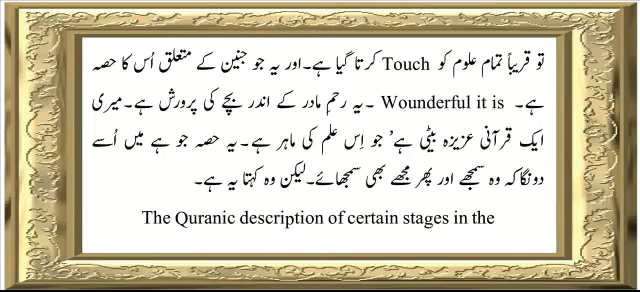 تو قریباً تمام علوم کو Touch کرتا گیا ہے۔اور یہ جو جنین کے متعلق اُس کا حصہ
ہے۔ Wounderful it is ۔یہ رحمِ مادر کے اندر بچے کی پرورش ہے۔میری
ایک قرآنی عزیزہ بیٹی ہے’ جو اِس علم کی ماہر ہے۔یہ حصہ جو ہے میں اُسے
دونگا کہ وہ سمجھے اور پھر مجھے بھی سمجھائے۔لیکن وہ کہتا یہ ہے۔
The Quranic description of certain stages in the